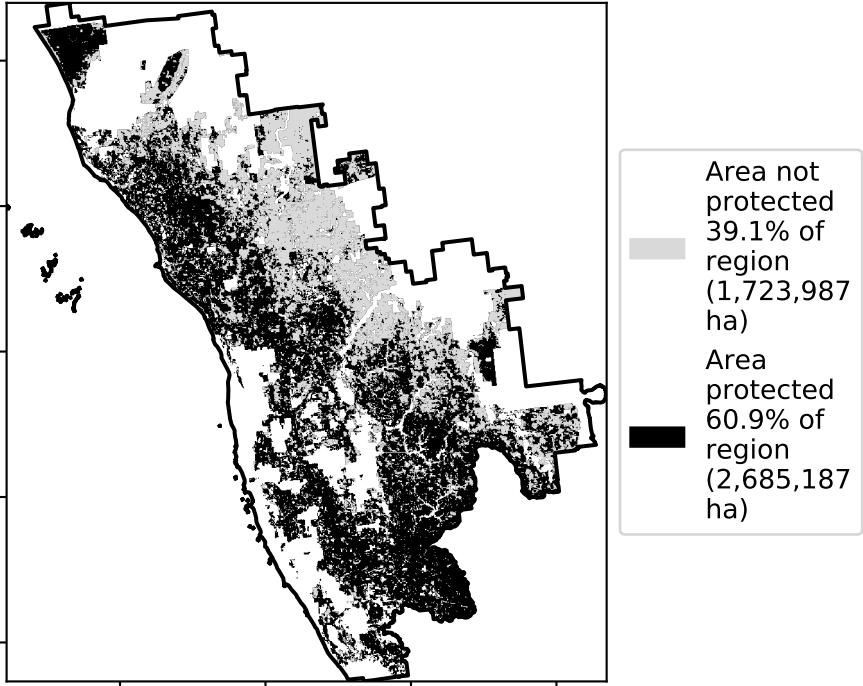 Area not
protected
39.1% of
region
(1,723,987
ha)
Area
protected
60.9% of
region
(2,685,187
ha)